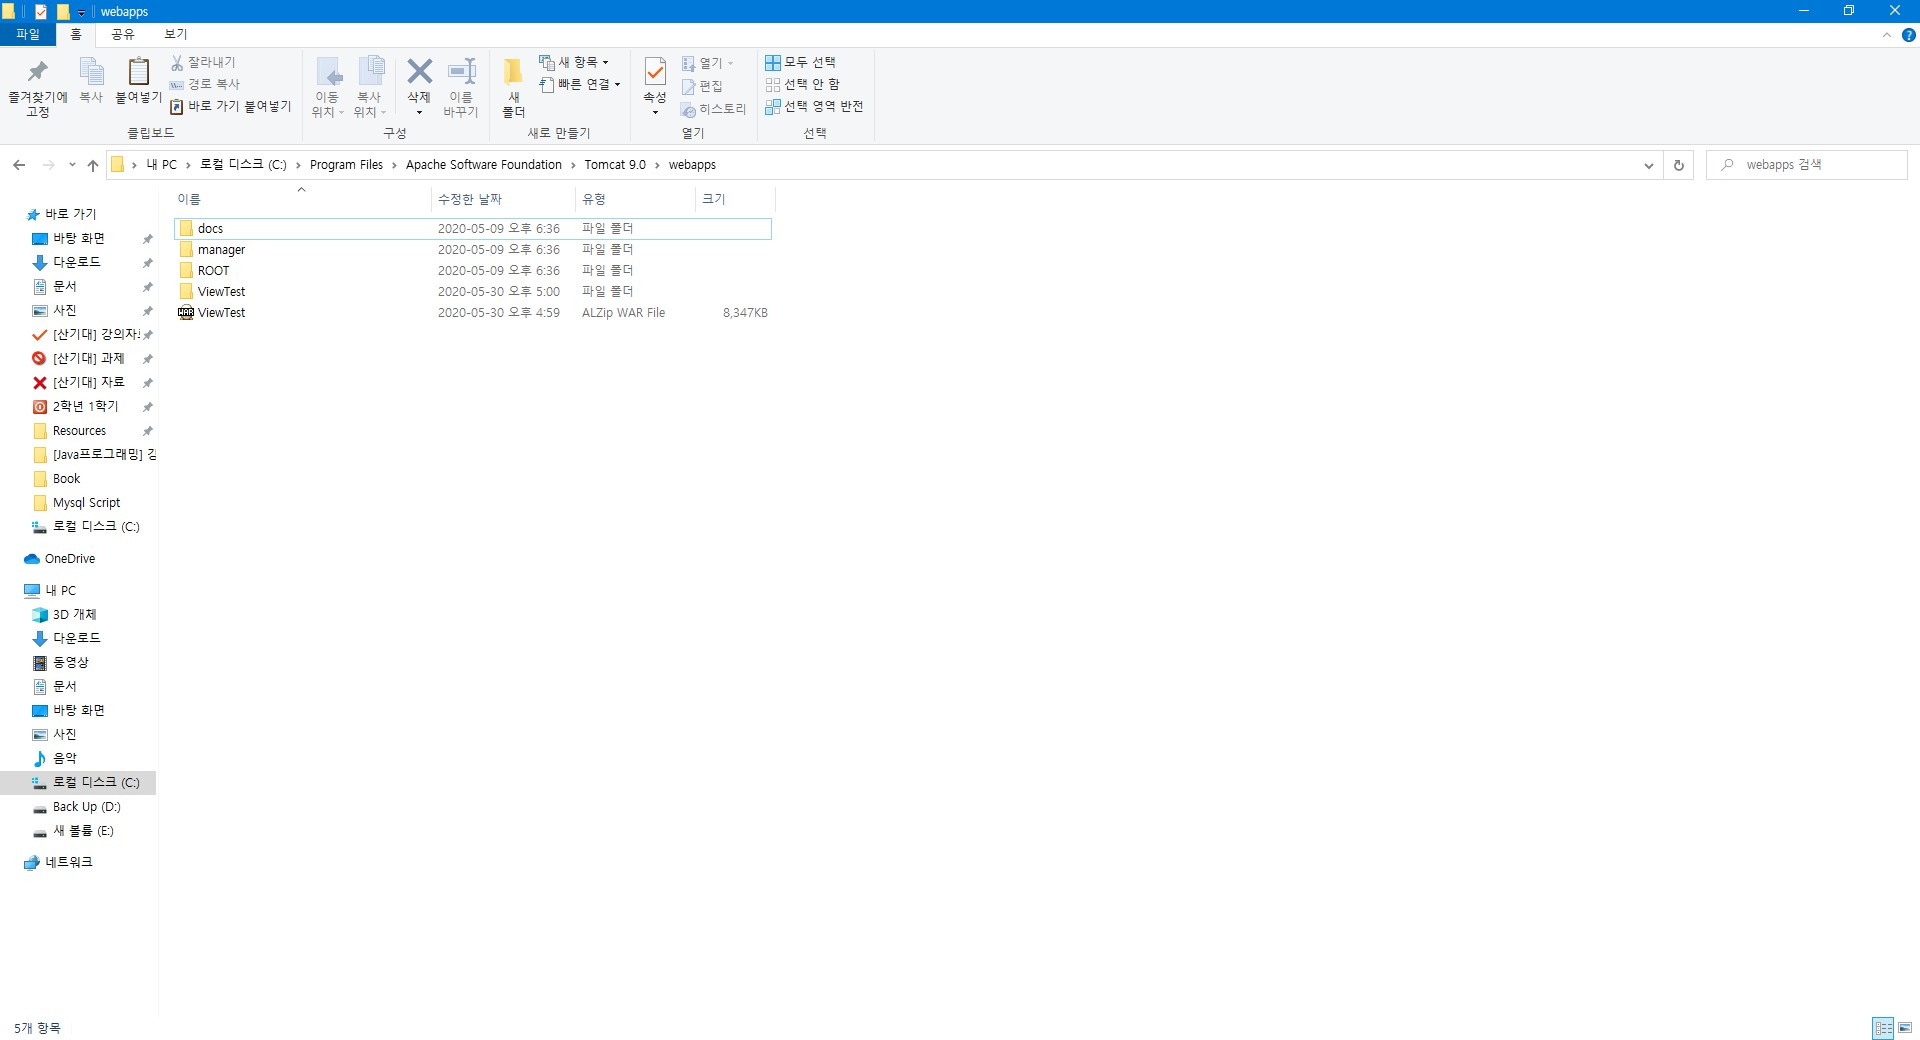 webapps
파일 홈 공유 보기
즐겨찾기에 고정
복사
붙여넣기
잘라내기
경로 복사
바로 가기 붙여넣기
클립보드
이동 위치
복사 위치
삭제
이름 바꾸기
구성
새 폴더
새 항목
빠른 연결
새로 만들기
속성
열기
편집
히스토리
열기
모두 선택
선택 안 함
선택 영역 반전
선택
내 PC > 로컬 디스크 (C:) > Program Files > Apache Software Foundation > Tomcat 9.0 > webapps
webapps 검색
이름 수정한 날짜 유형 크기
docs 2020-05-09 오후 6:36 파일 폴더
manager 2020-05-09 오후 6:36 파일 폴더
ROOT 2020-05-09 오후 6:36 파일 폴더
ViewTest 2020-05-30 오후 5:00 파일 폴더
ViewTest 2020-05-30 오후 4:59 ALZip WAR File 8,347KB
바로 가기
바탕 화면
다운로드
문서
사진
[산기대] 강의자
[산기대] 과제
[산기대] 자료
2학년 1학기
Resources
[Java프로그래밍] 강
Book
Mysql Script
로컬 디스크 (C:)
OneDrive
내 PC
3D 개체
다운로드
동영상
문서
바탕 화면
사진
음악
로컬 디스크 (C:)
Back Up (D:)
새 볼륨 (E:)
네트워크
5개 항목